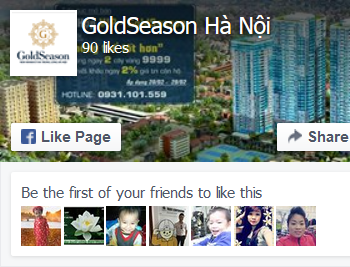 GoldSeason Hà Nội
90 likes
GoldSeason
2 cây vàng 9999
2% giá trị căn hộ
HOTLINE: 0931.101.559
Like Page
Share
Be the first of your friends to like this